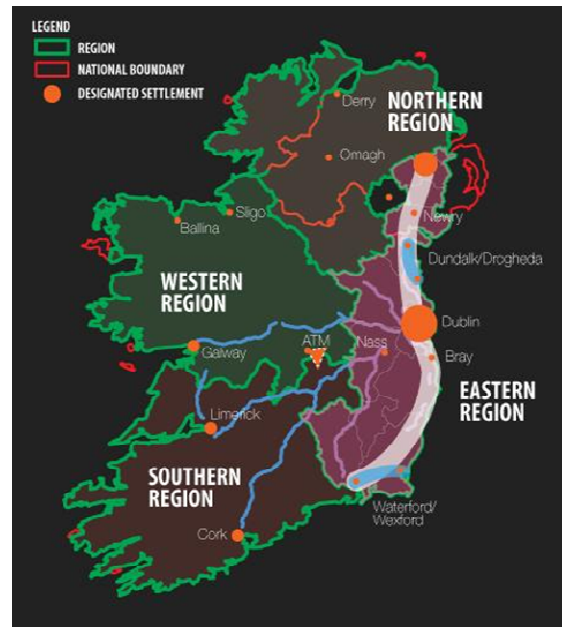 LEGEND
REGION
NATIONAL BOUNDARY
DESIGNATED SETTLEMENT
Derry
NORTHERN
REGION
Omagh
Sligo
Ballina
Newry
Dundalk/Drogheda
WESTERN
REGION
Dublin
ATM
Galway
Nass
Bray
EASTERN
REGION
Limerick
SOUTHERN
REGION
Waterford/
Wexford
Cork